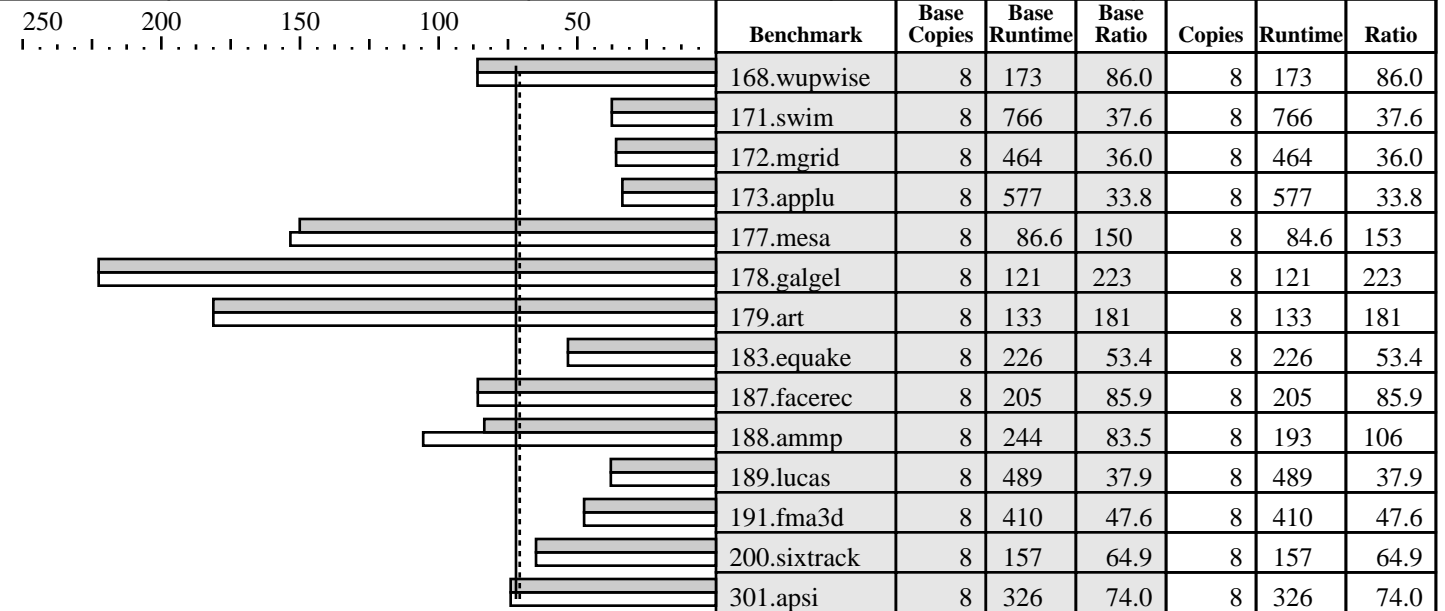 250 200 150 100 50
Benchmark Base Copies Base Runtime Base Ratio Copies Runtime Ratio
168.wupwise 8 173 86.0 8 173 86.0
171.swim 8 766 37.6 8 766 37.6
172.mgrid 8 464 36.0 8 464 36.0
173.applu 8 577 33.8 8 577 33.8
177.mesa 8 86.6 150 8 84.6 153
178.galgel 8 121 223 8 121 223
179.art 8 133 181 8 133 181
183.equake 8 226 53.4 8 226 53.4
187.facerec 8 205 85.9 8 205 85.9
188.ammp 8 244 83.5 8 193 106
189.lucas 8 489 37.9 8 489 37.9
191.fma3d 8 410 47.6 8 410 47.6
200.sixtrack 8 157 64.9 8 157 64.9
301.apsi 8 326 74.0 8 326 74.0